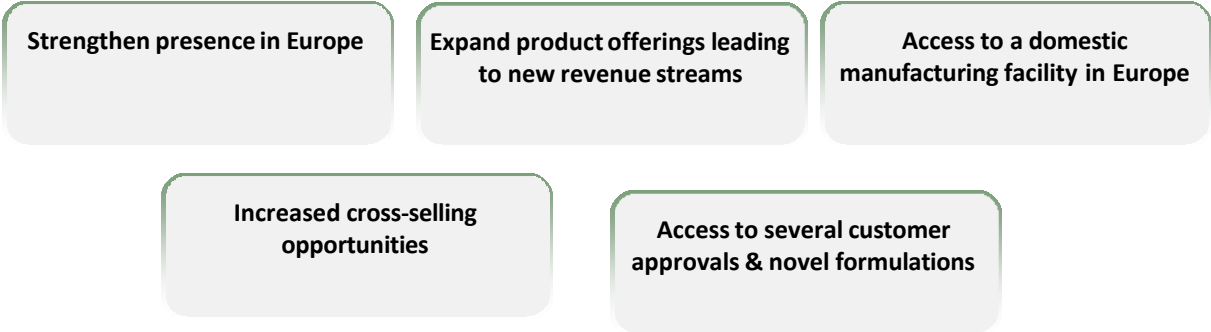 Strengthen presence in Europe
Expand product offerings leading
to new revenue streams
Access to a domestic
manufacturing facility in Europe
Increased cross-selling
opportunities
Access to several customer
approvals & novel formulations